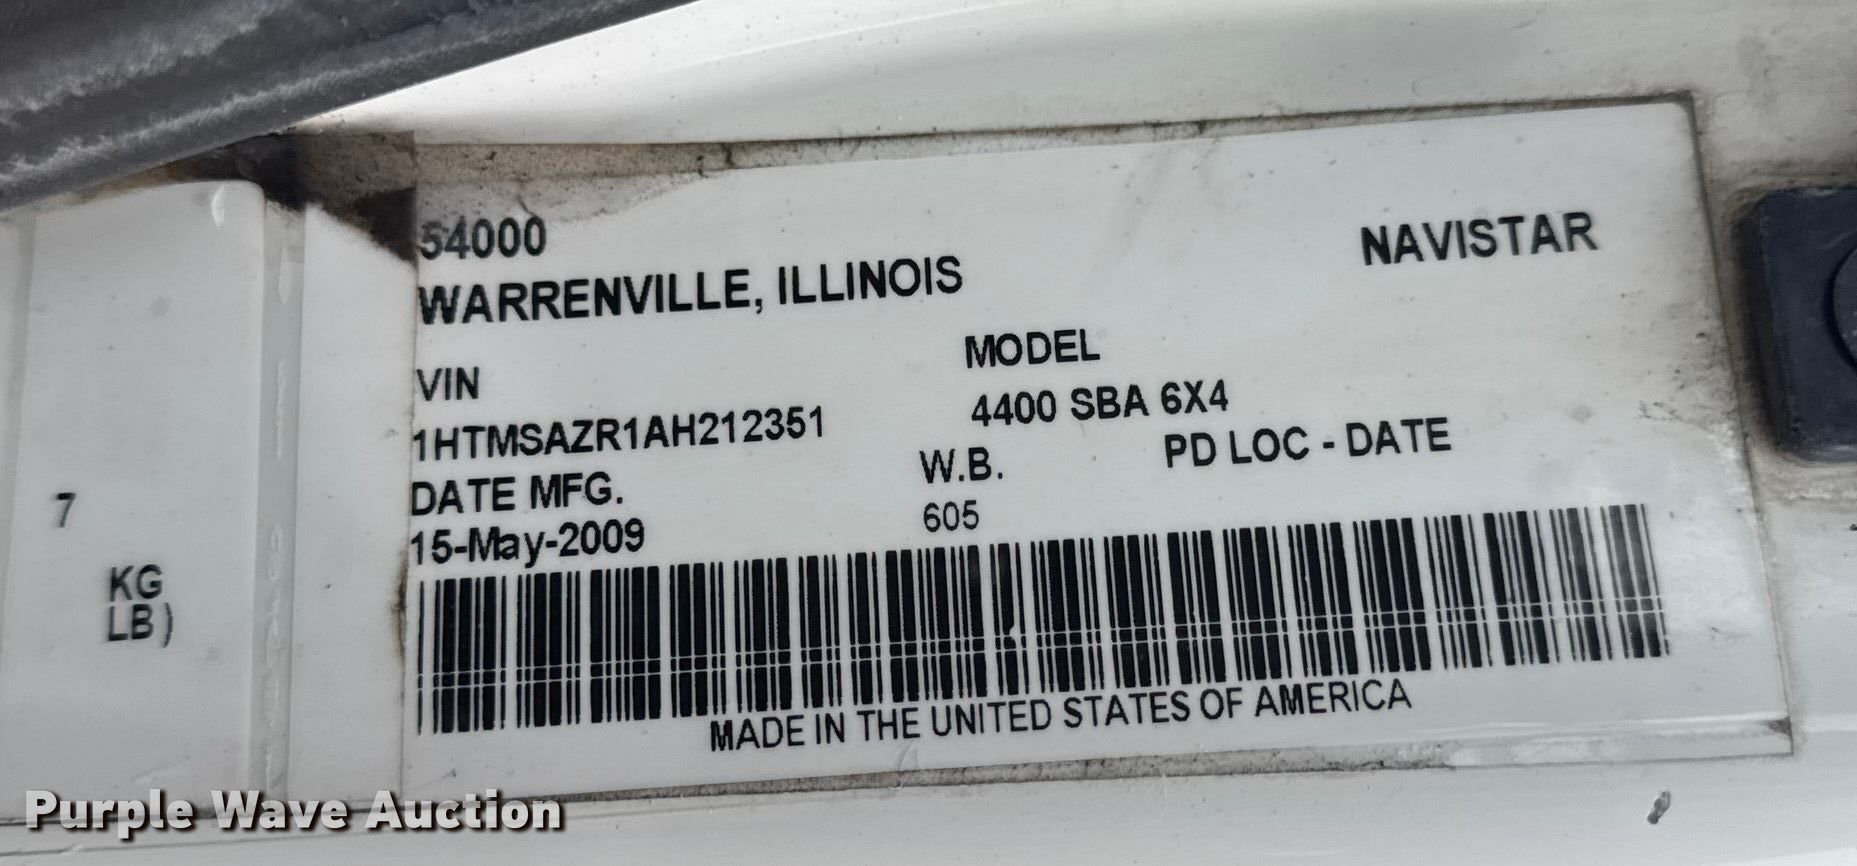 54000
WARRENVILLE, ILLINOIS
NAVISTAR
VIN
MODEL
1HTMSAZR1AH212351
4400 SBA 6X4
DATE MFG.
W.B.
PD LOC - DATE
15-May-2009
605
7
KG
LB)
MADE IN THE UNITED STATES OF AMERICA
Purple Wave Auction